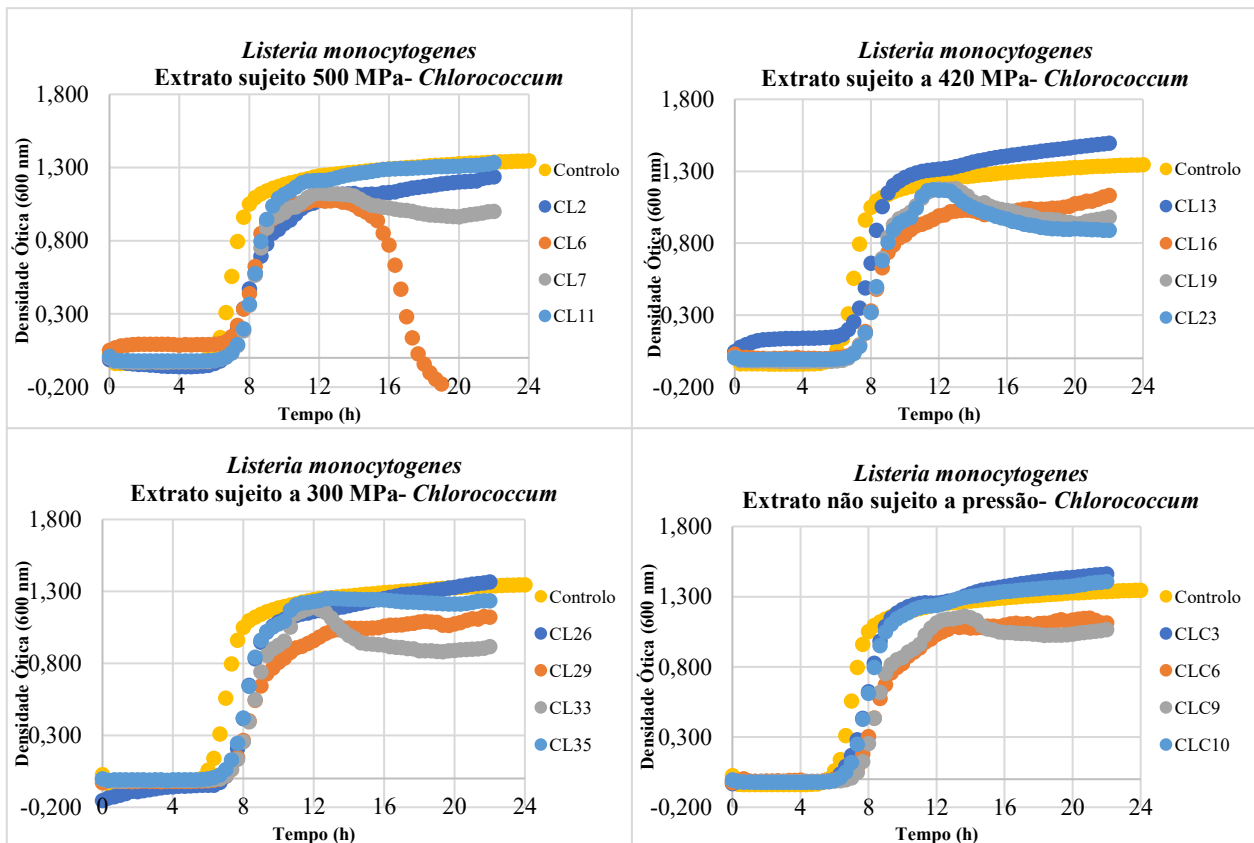 Listeria monocytogenes
Extrato sujeito 500 MPa- Chlorococcum
Densidade Ótica (600 nm)
1,800
1,300
0,800
0,300
-0,200
0
4
8
12
16
20
24
Tempo (h)
Controlo
CL2
CL6
CL7
CL11
Listeria monocytogenes
Extrato sujeito a 420 MPa- Chlorococcum
Densidade Ótica (600 nm)
1,800
1,300
0,800
0,300
-0,200
0
4
8
12
16
20
24
Tempo (h)
Controlo
CL13
CL16
CL19
CL23
Listeria monocytogenes
Extrato sujeito a 300 MPa- Chlorococcum
Densidade Ótica (600 nm)
1,800
1,300
0,800
0,300
-0,200
0
4
8
12
16
20
24
Tempo (h)
Controlo
CL26
CL29
CL33
CL35
Listeria monocytogenes
Extrato não sujeito a pressão- Chlorococcum
Densidade Ótica (600 nm)
1,800
1,300
0,800
0,300
-0,200
0
4
8
12
16
20
24
Tempo (h)
Controlo
CLC3
CLC6
CLC9
CLC10